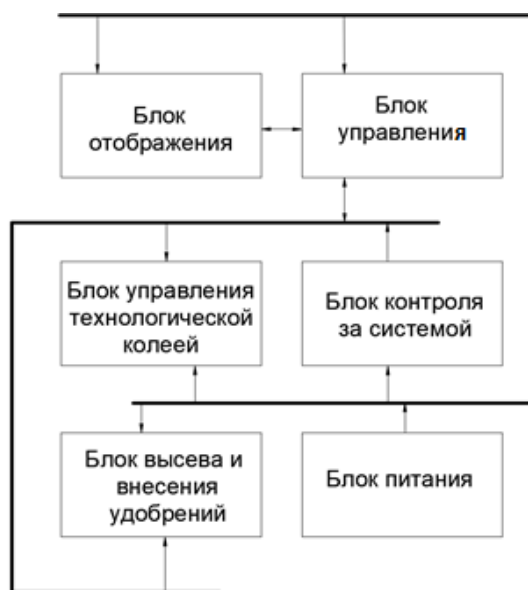 Блок
отображения
Блок
управления
Блок управления
технологической
колеей
Блок контроля
за системой
Блок высева и
внесения
удобрений
Блок питания